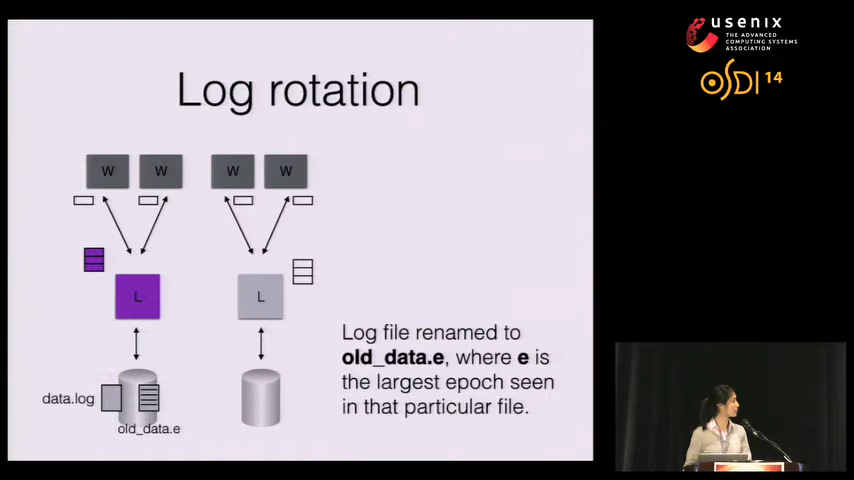 usenix
THE ADVANCED
COMPUTING SYSTEMS
ASSOCIATION
OSDI 14
Log rotation
W W W W
L L
Log file renamed to
old_data.e, where e is
the largest epoch seen
in that particular file.
data.log
old_data.e